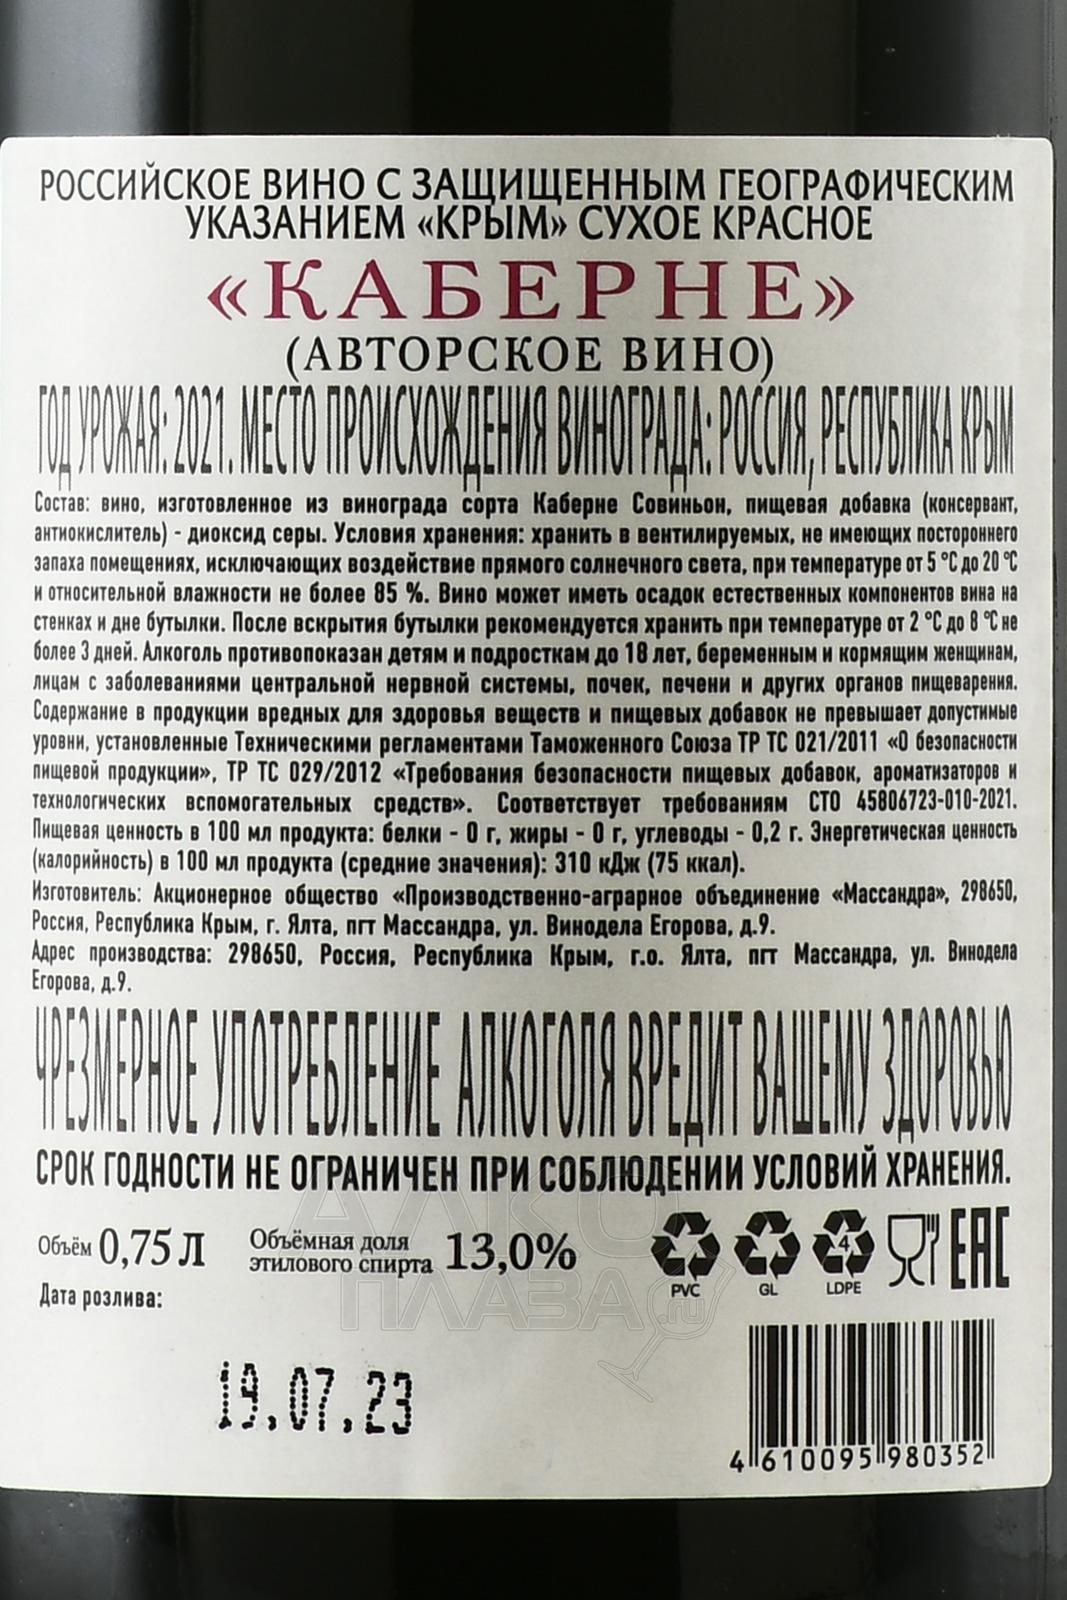 РОССИЙСКОЕ ВИНО С ЗАЩИЩЕННЫМ ГЕОГРАФИЧЕСКИМ
УКАЗАНИЕМ «КРЫМ» СУХОЕ КРАСНОЕ
«КАБЕРНЕ»
(АВТОРСКОЕ ВИНО)
ГОД УРОЖАЯ: 2021. МЕСТО ПРОИСХОЖДЕНИЯ ВИНОГРАДА: РОССИЯ, РЕСПУБЛИКА КРЫМ
Состав: вино, изготовленное из винограда сорта Каберне Совиньон, пищевая добавка (консервант,
антиокислитель) - диоксид серы. Условия хранения: хранить в вентилируемых, не имеющих постороннего
запаха помещениях, исключающих воздействие прямого солнечного света, при температуре от 5 °С до 20 °С
и относительной влажности не более 85 %. Вино может иметь осадок естественных компонентов вина на
стенках и дне бутылки. После вскрытия бутылки рекомендуется хранить при температуре от 2 °С до 8 °С не
более 3 дней. Алкоголь противопоказан детям и подросткам до 18 лет, беременным и кормящим женщинам,
лицам с заболеваниями центральной нервной системы, почек, печени и других органов пищеварения.
Содержание в продукции вредных для здоровья веществ и пищевых добавок не превышает допустимые
уровни, установленные Техническими регламентами Таможенного Союза ТР ТС 021/2011 «О безопасности
пищевой продукции», ТР ТС 029/2012 «Требования безопасности пищевых добавок, ароматизаторов и
технологических вспомогательных средств». Соответствует требованиям СТО 45806723-010-2021.
Пищевая ценность в 100 мл продукта: белки - 0 г, жиры - 0 г, углеводы - 0,2 г. Энергетическая ценность
(калорийность) в 100 мл продукта (средние значения): 310 кДж (75 ккал).
Изготовитель: Акционерное общество «Производственно-аграрное объединение «Массандра», 298650,
Россия, Республика Крым, г. Ялта, пгт Массандра, ул. Винодела Егорова, д.9.
Адрес производства: 298650, Россия, Республика Крым, г.о. Ялта, пгт Массандра, ул. Винодела
Егорова, д.9.
ЧРЕЗМЕРНОЕ УПОТРЕБЛЕНИЕ АЛКОГОЛЯ ВРЕДИТ ВАШЕМУ ЗДОРОВЬЮ
СРОК ГОДНОСТИ НЕ ОГРАНИЧЕН ПРИ СОБЛЮДЕНИИ УСЛОВИЙ ХРАНЕНИЯ.
Объём 0,75 Л Объёмная доля этилового спирта 13,0%
4
PVC GL LDPE
EAC
АЛКО
ПЛАЗА.ru
Дата розлива:
19.07.23
4 610095 980352